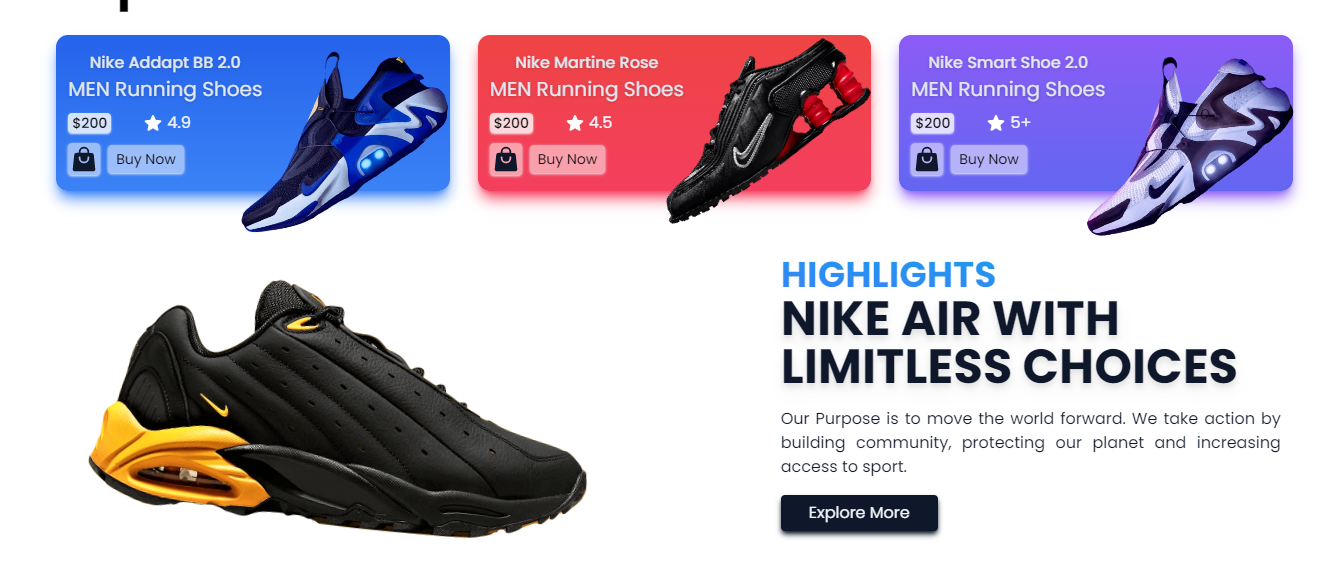 Nike Addapt BB 2.0
MEN Running Shoes
$200
4.9
Buy Now
Nike Martine Rose
MEN Running Shoes
$200
4.5
Buy Now
Nike Smart Shoe 2.0
MEN Running Shoes
$200
5+
Buy Now
HIGHLIGHTS
NIKE AIR WITH
LIMITLESS CHOICES
Our Purpose is to move the world forward. We take action by
building community, protecting our planet and increasing
access to sport.
Explore More